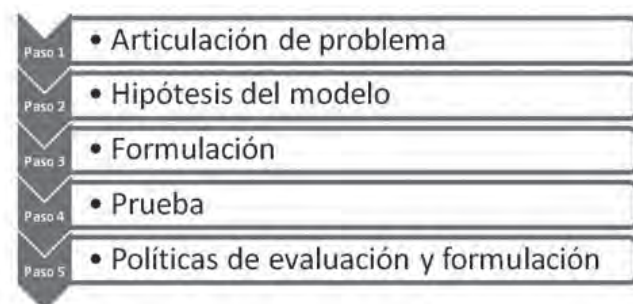 Paso 1 • Articulación de problema
Paso 2 • Hipótesis del modelo
Paso 3 • Formulación
Paso 4 • Prueba
Paso 5 • Políticas de evaluación y formulación